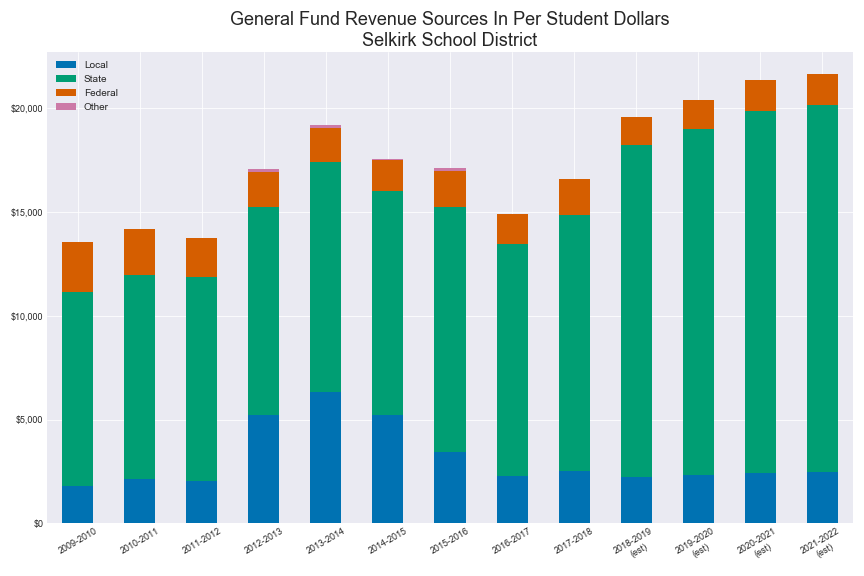 General Fund Revenue Sources In Per Student Dollars
Selkirk School District
Local
State
Federal
Other
$20,000
$15,000
$10,000
$5,000
$0
2009-2010
2010-2011
2011-2012
2012-2013
2013-2014
2014-2015
2015-2016
2016-2017
2017-2018
2018-2019
(est)
2019-2020
(est)
2020-2021
(est)
2021-2022
(est)